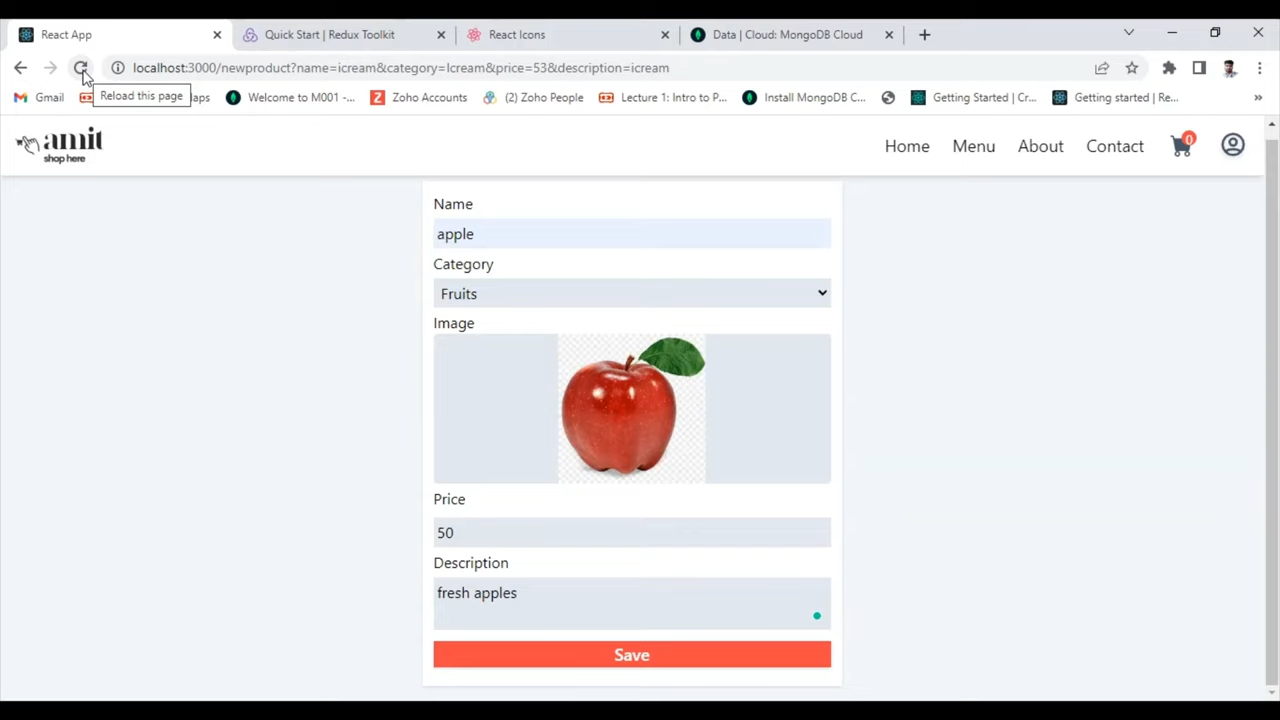 React App
Quick Start | Redux Toolkit
React Icons
Data | Cloud: MongoDB Cloud
localhost:3000/newproduct?name=icream&category=Icream&price=53&description=icream
Gmail
aps
Welcome to M001 -...
Zoho Accounts
(2) Zoho People
Lecture 1: Intro to P...
Install MongoDB C...
Getting Started | Cr...
Getting started | Re...
»
Reload this page
amit
shop here
Home
Menu
About
Contact
0
Name
apple
Category
Fruits
Image
Price
50
Description
fresh apples
Save